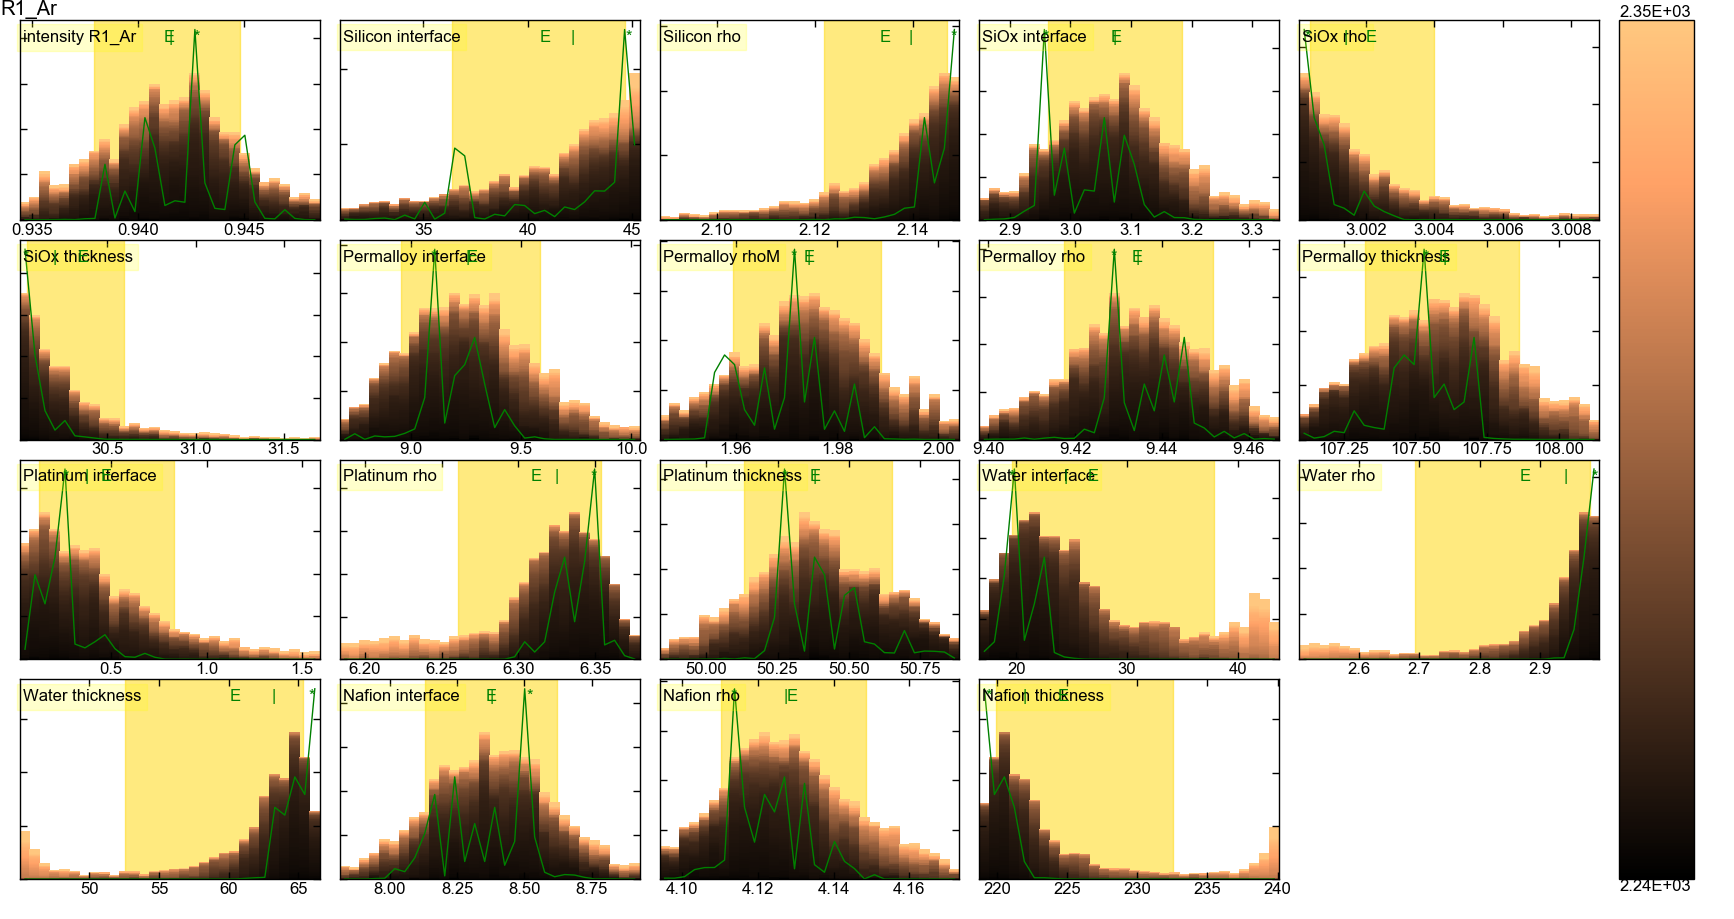 R1_Ar
2.35E+03
intensity R1_Ar E | *
Silicon interface E | *
Silicon rho E | *
SiOx interface * | E
SiOx rho * | E
0.935 0.940 0.945
35 40 45
2.10 2.12 2.14
2.9 3.0 3.1 3.2 3.3
3.002 3.004 3.006 3.008
SiOx thickness * | E
Permalloy interface * | E
Permalloy rhoM * E |
Permalloy rho * E |
Permalloy thickness * | E
30.5 31.0 31.5
9.0 9.5 10.0
1.96 1.98 2.00
9.40 9.42 9.44 9.46
107.25 107.50 107.75 108.00
Platinum interface * | E
Platinum rho E | *
Platinum thickness * E |
Water interface * | E
Water rho E | *
0.5 1.0 1.5
6.20 6.25 6.30 6.35
50.00 50.25 50.50 50.75
20 30 40
2.6 2.7 2.8 2.9
Water thickness E | *
Nafion interface E | *
Nafion rho * | E
Nafion thickness * | E
50 55 60 65
8.00 8.25 8.50 8.75
4.10 4.12 4.14 4.16
220 225 230 235 240
2.24E+03